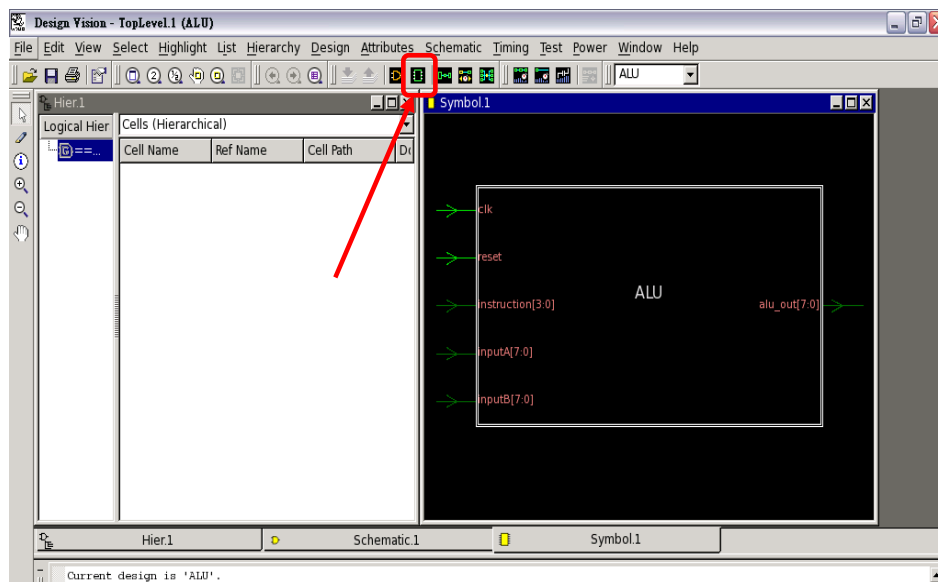 Design Vision - TopLevel.1 (ALU)
File Edit View Select Highlight List Hierarchy Design Attributes Schematic Timing Test Power Window Help
ALU
Hier.1
Symbol.1
Logical Hier
Cells (Hierarchical)
Cell Name Ref Name Cell Path
clk
reset
instruction[3:0]
inputA[7:0]
inputB[7:0]
ALU
alu_out[7:0]
Hier.1 Schematic.1 Symbol.1
Current design is 'ALU'.